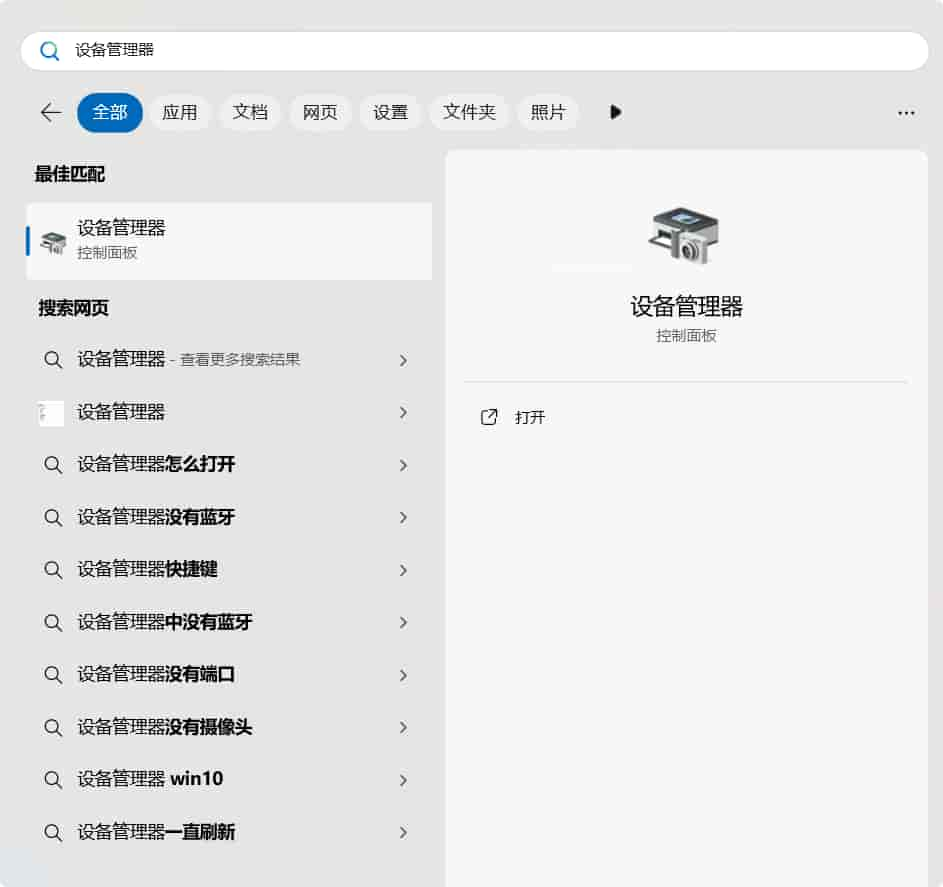 设备管理器
全部 应用 文档 网页 设置 文件夹 照片
最佳匹配
设备管理器
控制面板
搜索网页
设备管理器 - 查看更多搜索结果
设备管理器
设备管理器怎么打开
设备管理器没有蓝牙
设备管理器快捷键
设备管理器中没有蓝牙
设备管理器没有端口
设备管理器没有摄像头
设备管理器 win10
设备管理器一直刷新
设备管理器
控制面板
打开